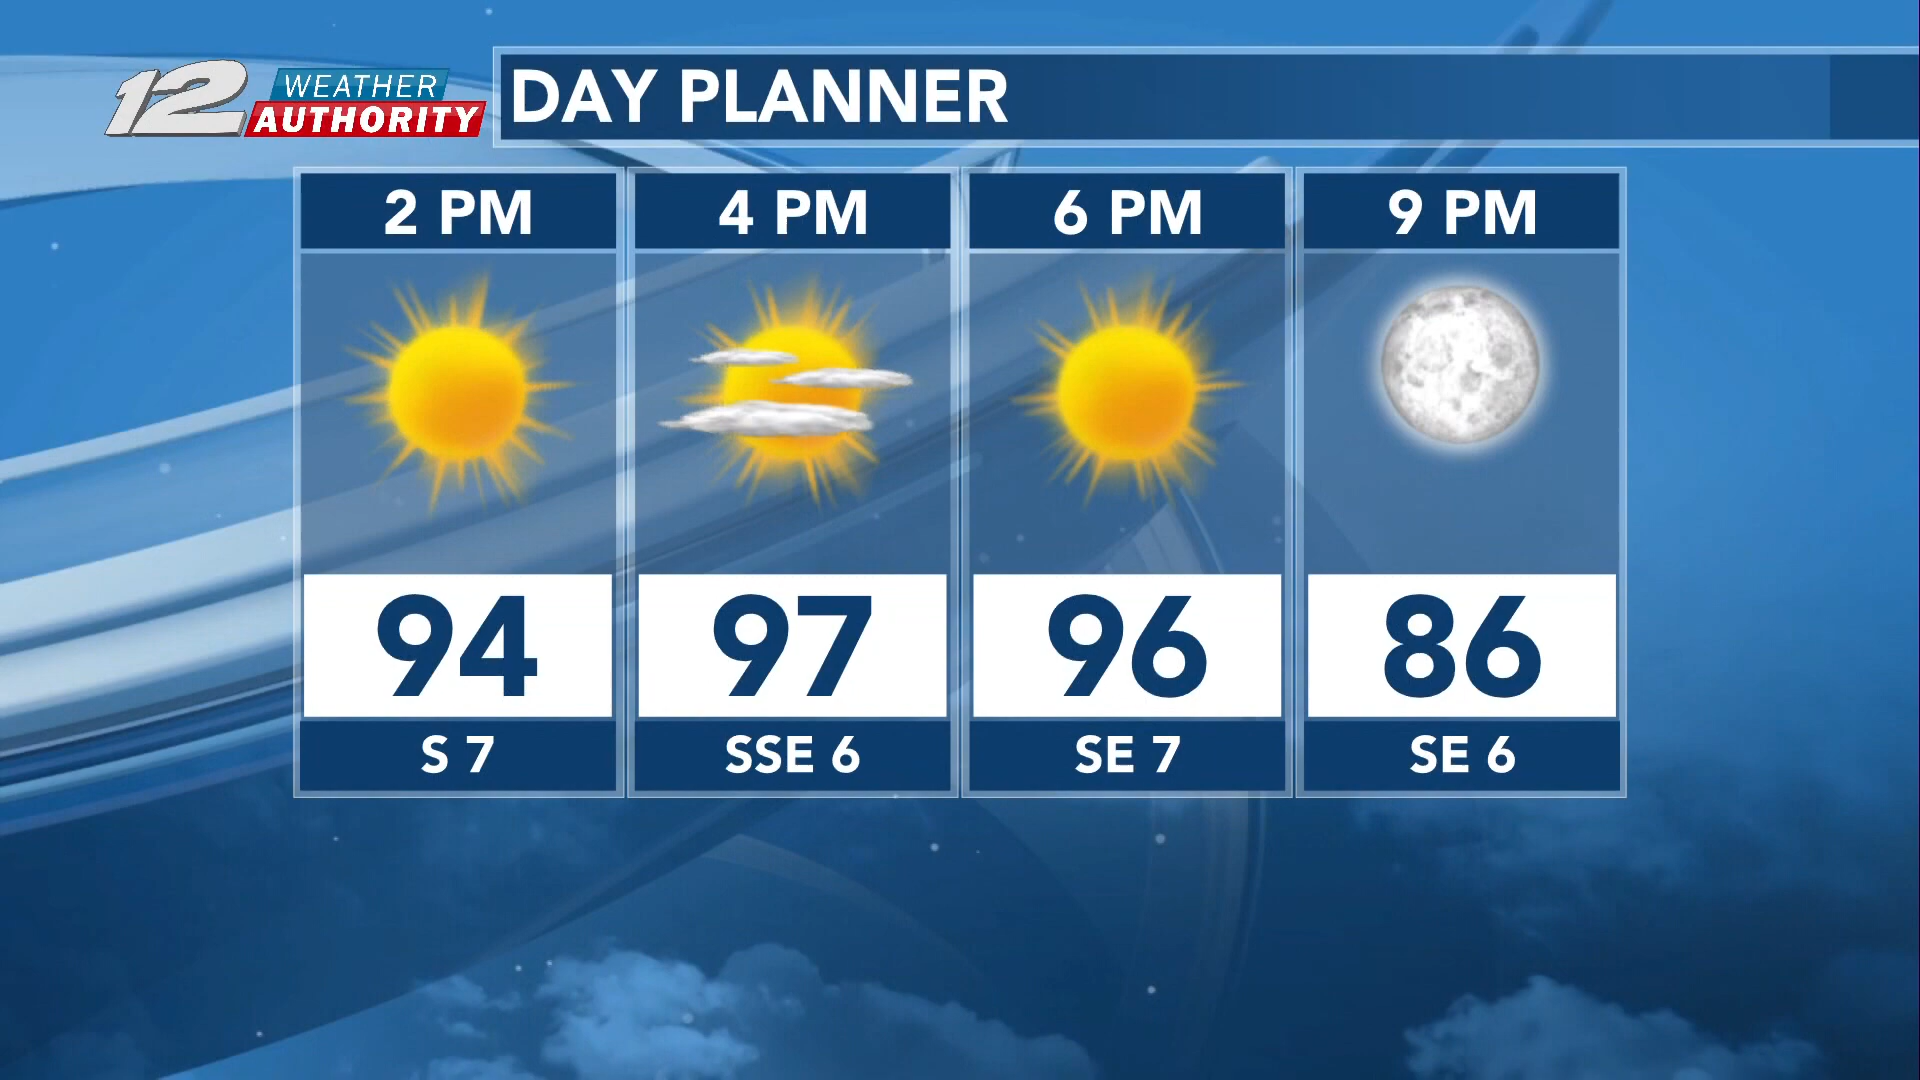 12 WEATHER
AUTHORITY
DAY PLANNER
2 PM
4 PM
6 PM
9 PM
94
97
96
86
S 7
SSE 6
SE 7
SE 6